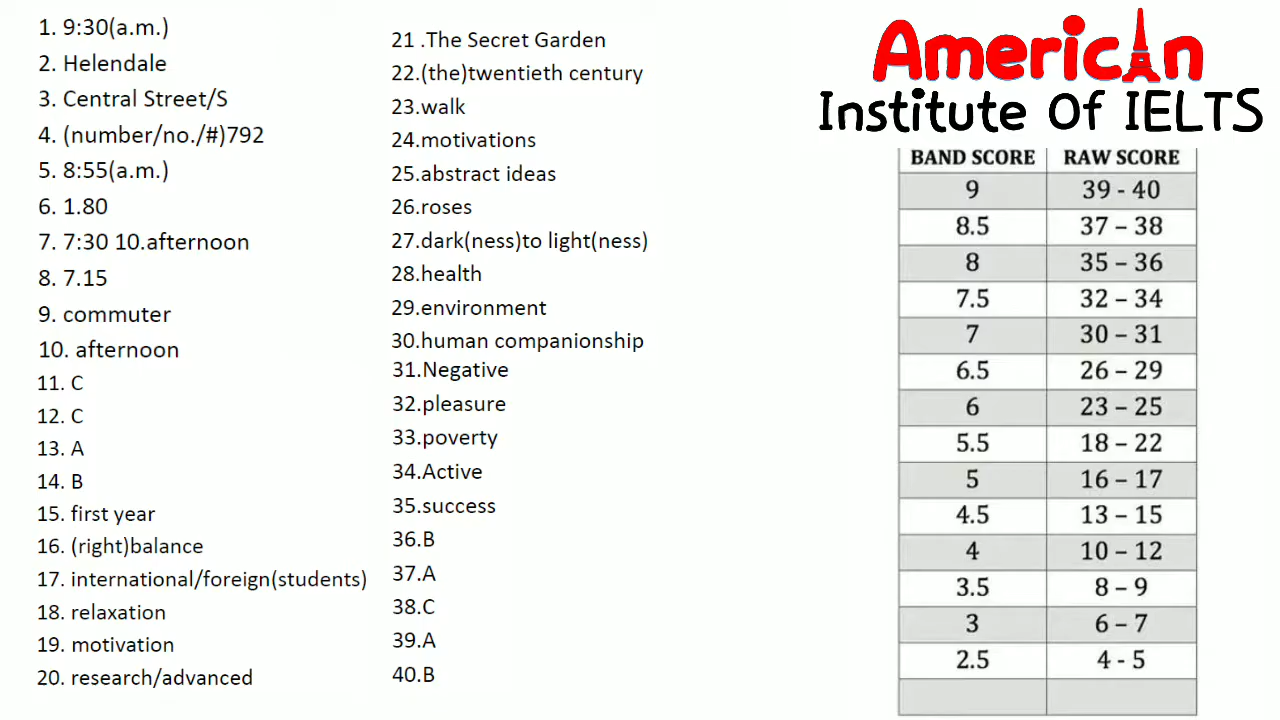 1. 9:30(a.m.)
2. Helendale
3. Central Street/S
4. (number/no./#)792
5. 8:55(a.m.)
6. 1.80
7. 7:30 10.afternoon
8. 7.15
9. commuter
10. afternoon
11. C
12. C
13. A
14. B
15. first year
16. (right)balance
17. international/foreign(students)
18. relaxation
19. motivation
20. research/advanced
21 .The Secret Garden
22.(the)twentieth century
23.walk
24.motivations
25.abstract ideas
26.roses
27.dark(ness)to light(ness)
28.health
29.environment
30.human companionship
31.Negative
32.pleasure
33.poverty
34.Active
35.success
36.B
37.A
38.C
39.A
40.B
American
Institute Of IELTS
BAND SCORE RAW SCORE
9 39 - 40
8.5 37 – 38
8 35 – 36
7.5 32 – 34
7 30 – 31
6.5 26 – 29
6 23 – 25
5.5 18 – 22
5 16 – 17
4.5 13 – 15
4 10 – 12
3.5 8 – 9
3 6 – 7
2.5 4 - 5